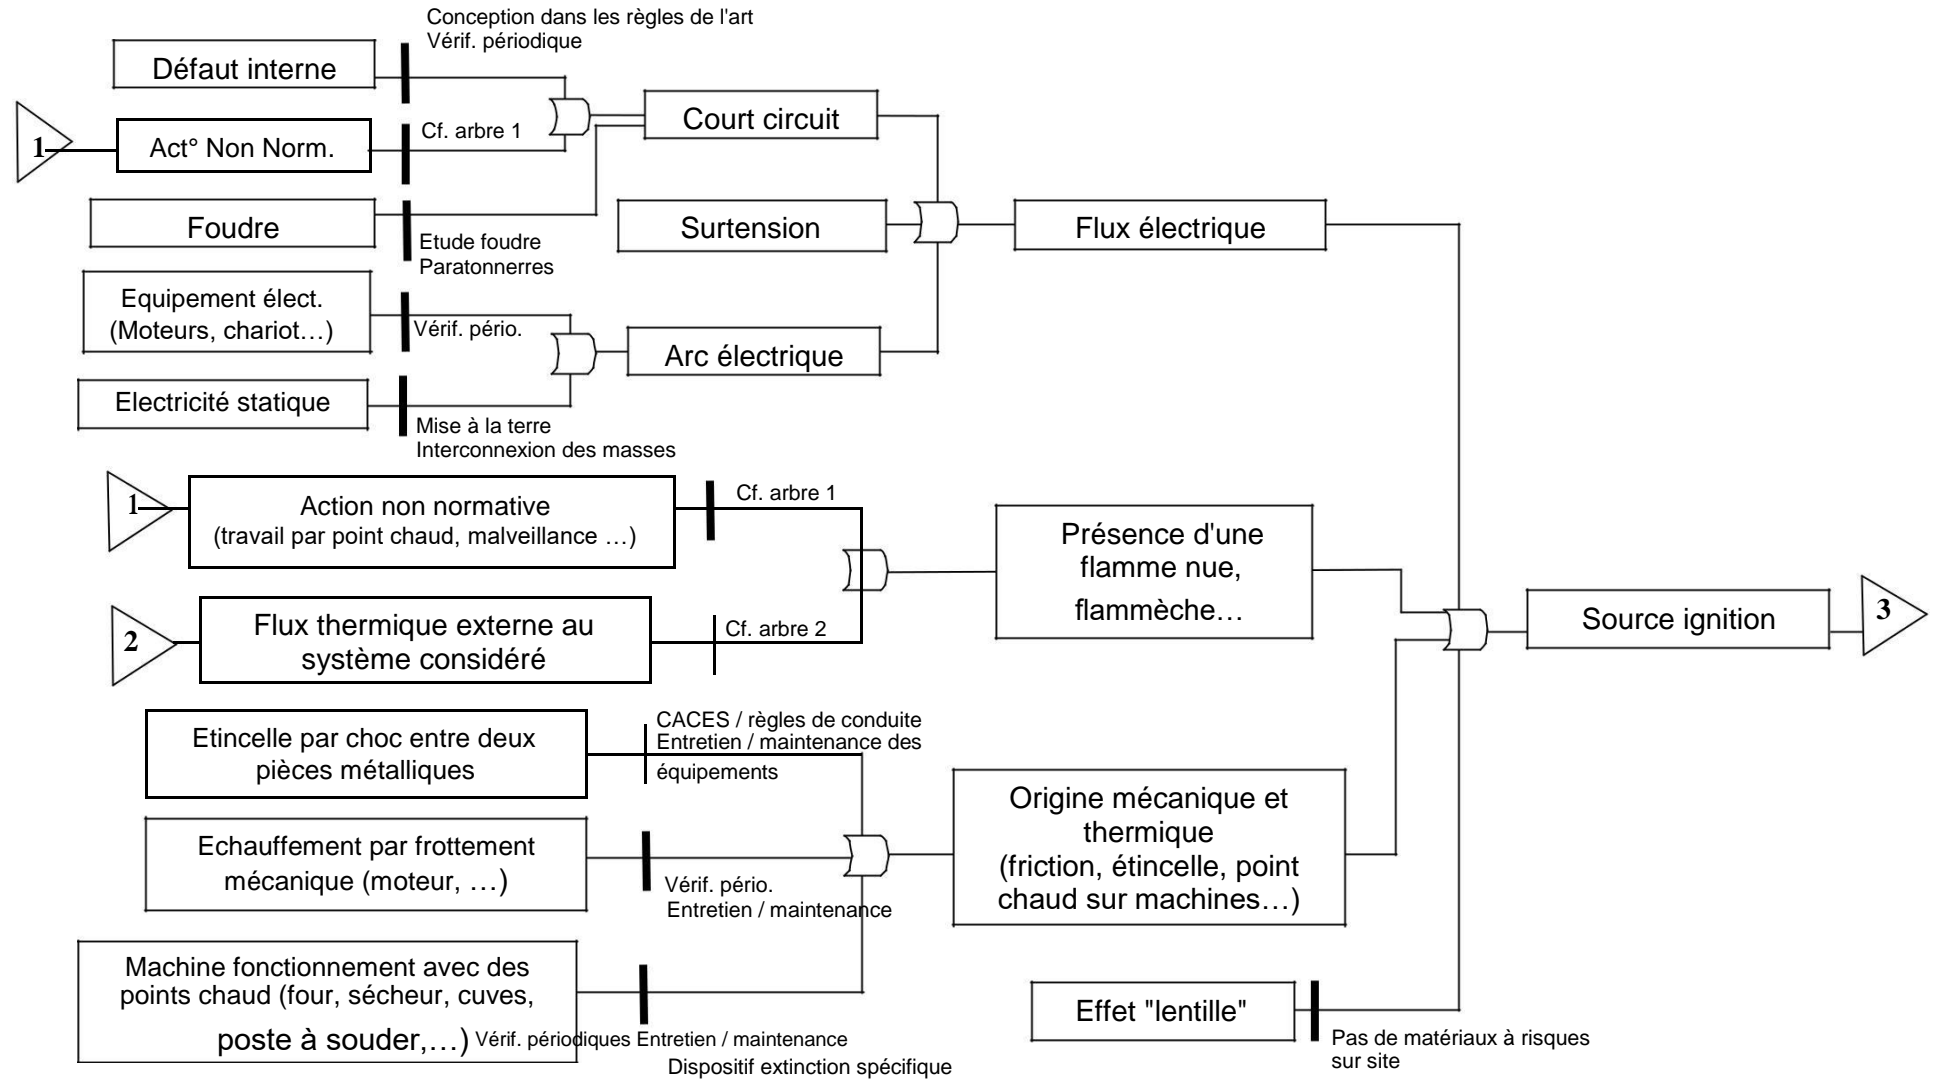 Conception dans les règles de l'art
Vérif. périodique
Défaut interne
Court circuit
1
Act° Non Norm.
Cf. arbre 1
Foudre
Etude foudre
Paratonnerres
Surtension
Flux électrique
Equipement élect.
(Moteurs, chariot…)
Vérif. pério.
Arc électrique
Electricité statique
Mise à la terre
Interconnexion des masses
1
Action non normative
(travail par point chaud, malveillance …)
Cf. arbre 1
Présence d'une
flamme nue,
flammèche…
2
Flux thermique externe au
système considéré
Cf. arbre 2
Source ignition
3
Etincelle par choc entre deux
pièces métalliques
CACES / règles de conduite
Entretien / maintenance des
équipements
Origine mécanique et
thermique
(friction, étincelle, point
chaud sur machines…)
Echauffement par frottement
mécanique (moteur, …)
Vérif. pério.
Entretien / maintenance
Machine fonctionnement avec des
points chaud (four, sécheur, cuves,
poste à souder,…)
Vérif. périodiques Entretien / maintenance
Dispositif extinction spécifique
Effet "lentille"
Pas de matériaux à risques
sur site